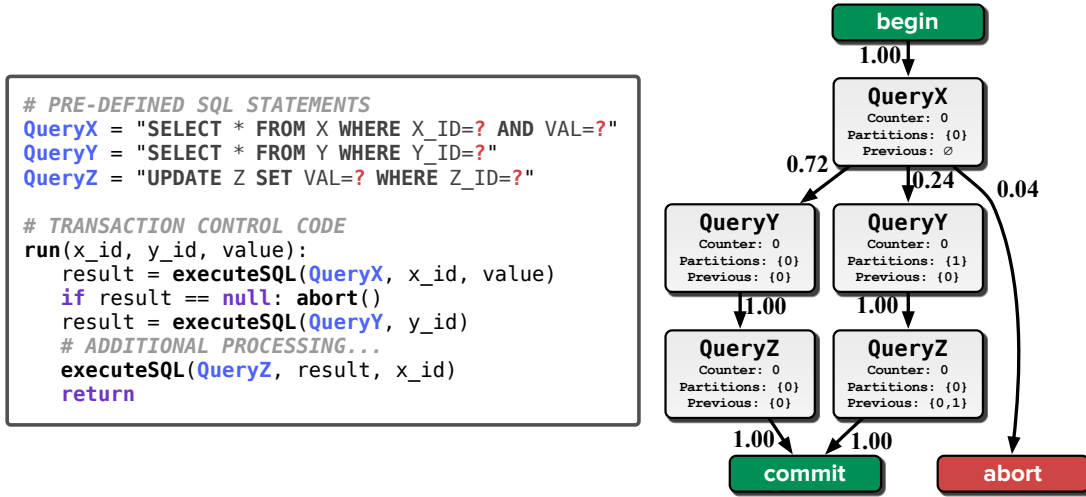 # PRE-DEFINED SQL STATEMENTS
QueryX = "SELECT * FROM X WHERE X_ID=? AND VAL=?"
QueryY = "SELECT * FROM Y WHERE Y_ID=?"
QueryZ = "UPDATE Z SET VAL=? WHERE Z_ID=?"
# TRANSACTION CONTROL CODE
run(x_id, y_id, value):
result = executeSQL(QueryX, x_id, value)
if result == null: abort()
result = executeSQL(QueryY, y_id)
# ADDITIONAL PROCESSING...
executeSQL(QueryZ, result, x_id)
return
begin
1.00
QueryX
Counter: 0
Partitions: {0}
Previous: ∅
0.72
0.24
0.04
QueryY
Counter: 0
Partitions: {0}
Previous: {0}
QueryY
Counter: 0
Partitions: {1}
Previous: {0}
1.00
1.00
QueryZ
Counter: 0
Partitions: {0}
Previous: {0}
QueryZ
Counter: 0
Partitions: {0}
Previous: {0,1}
1.00
1.00
commit
abort